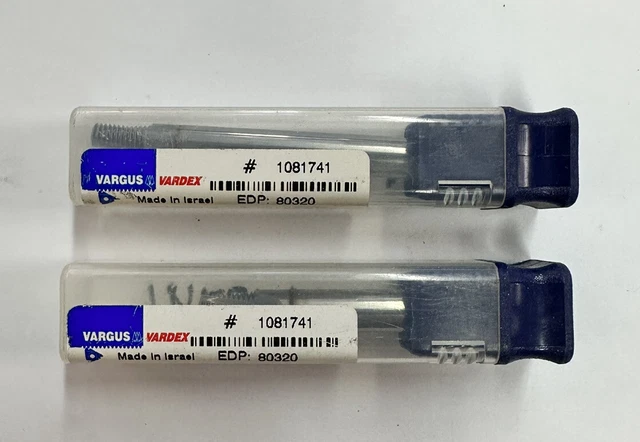 # 1081741
VARGUS VARDEX
Made in Israel EDP: 80320
# 1081741
VARGUS VARDEX
Made in Israel EDP: 80320